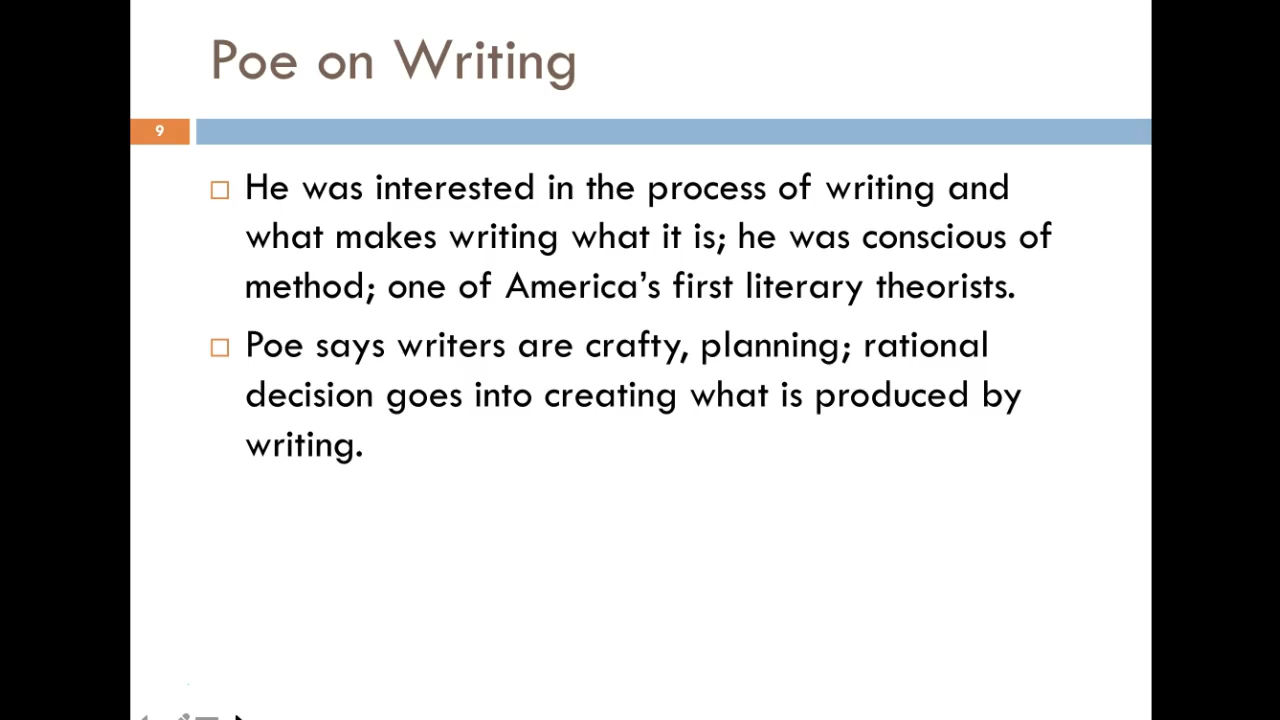 Poe on Writing
9
He was interested in the process of writing and
what makes writing what it is; he was conscious of
method; one of America’s first literary theorists.
Poe says writers are crafty, planning; rational
decision goes into creating what is produced by
writing.